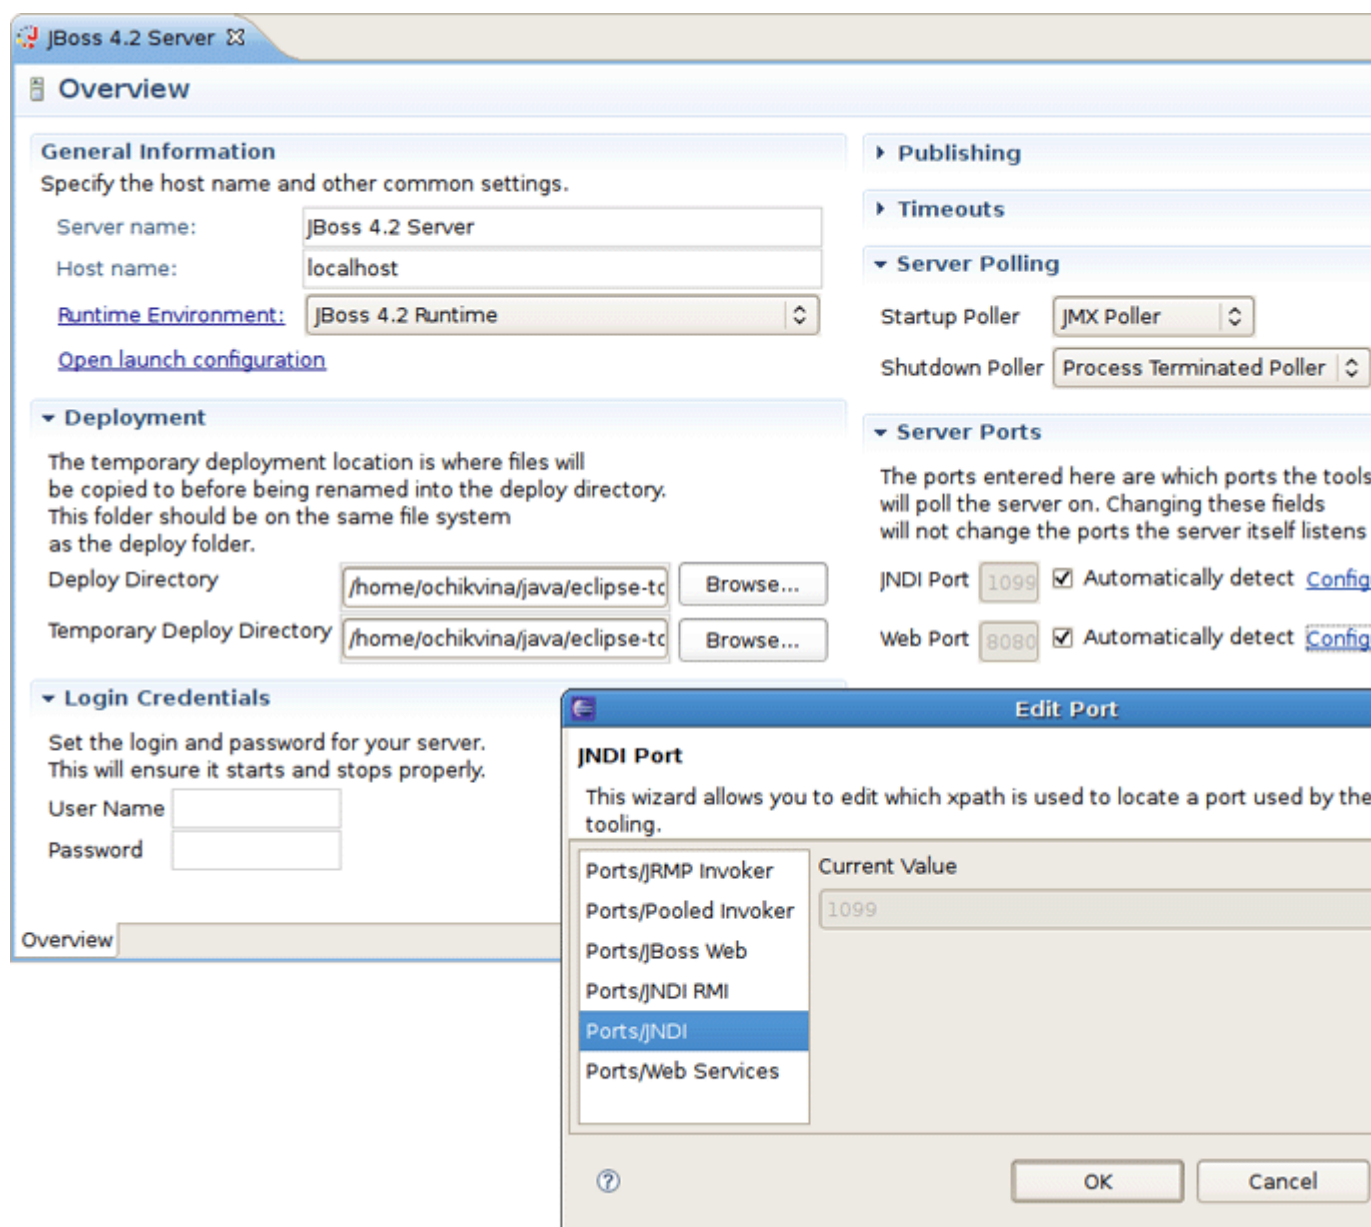 JBoss 4.2 Server
Overview
General Information
Specify the host name and other common settings.
Server name: JBoss 4.2 Server
Host name: localhost
Runtime Environment: JBoss 4.2 Runtime
Open launch configuration
Deployment
The temporary deployment location is where files will
be copied to before being renamed into the deploy directory.
This folder should be on the same file system
as the deploy folder.
Deploy Directory /home/ochikvina/java/eclipse-to Browse...
Temporary Deploy Directory /home/ochikvina/java/eclipse-to Browse...
Login Credentials
Set the login and password for your server.
This will ensure it starts and stops properly.
User Name
Password
Overview
Publishing
Timeouts
Server Polling
Startup Poller JMX Poller
Shutdown Poller Process Terminated Poller
Server Ports
The ports entered here are which ports the tools
will poll the server on. Changing these fields
will not change the ports the server itself listens
JNDI Port 1099 Automatically detect Config
Web Port 8080 Automatically detect Config
Edit Port
JNDI Port
This wizard allows you to edit which xpath is used to locate a port used by the
tooling.
Ports/JRMP Invoker
Ports/Pooled Invoker
Ports/JBoss Web
Ports/JNDI RMI
Ports/JNDI
Ports/Web Services
Current Value
1099
OK Cancel